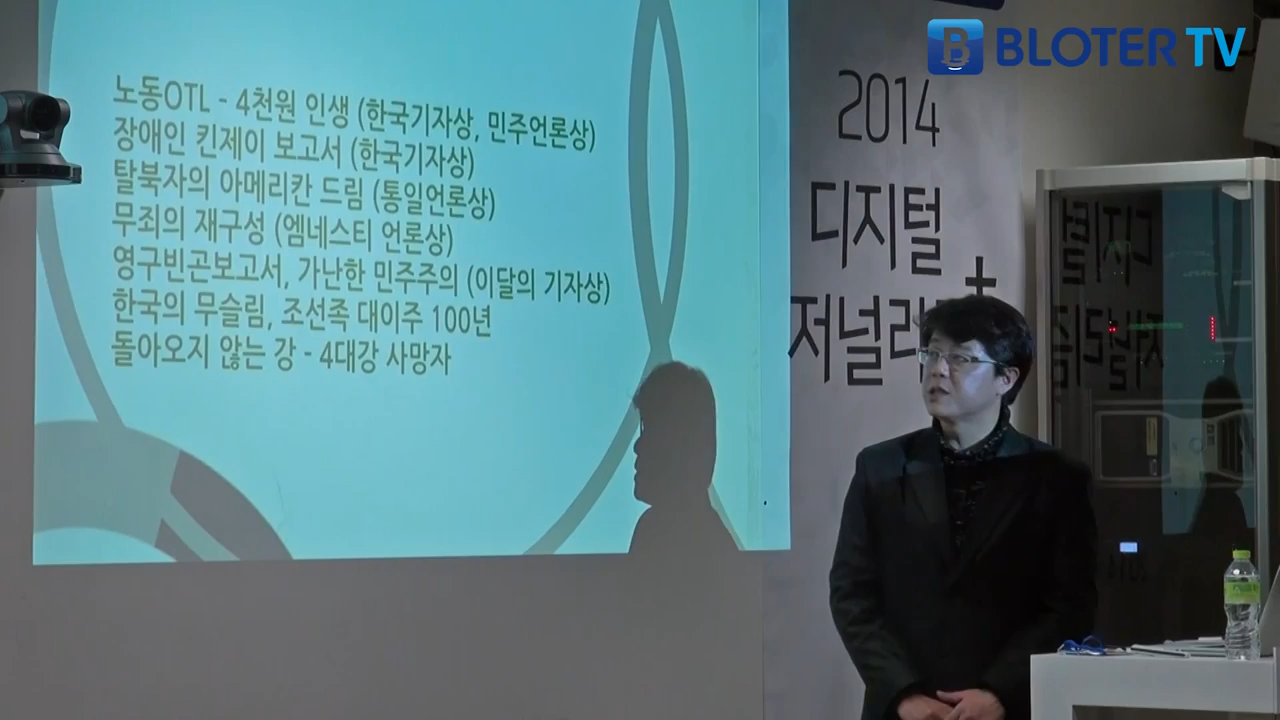 BLOTER TV
노동OTL - 4천원 인생 (한국기자상, 민주언론상)
장애인 킨제이 보고서 (한국기자상)
탈북자의 아메리칸 드림 (통일언론상)
무죄의 재구성 (엠네스티 언론상)
영구빈곤보고서, 가난한 민주주의 (이달의 기자상)
한국의 무슬림, 조선족 대이주 100년
돌아오지 않는 강 - 4대강 사망자
2014
디지털
저널리
+